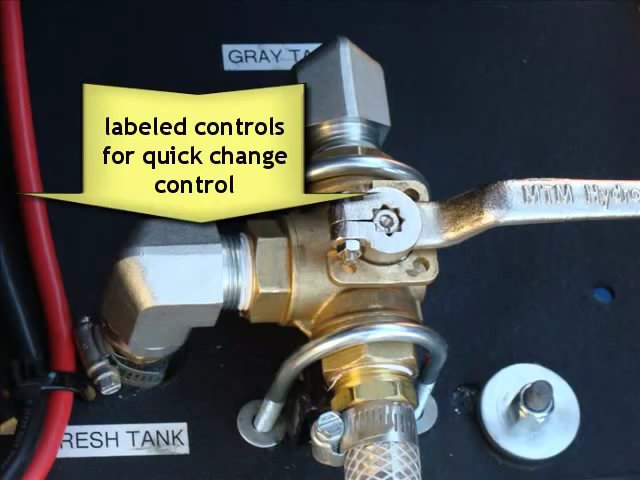 GRAY TA
labeled controls
for quick change
control
MTM Hydro
RESH TANK